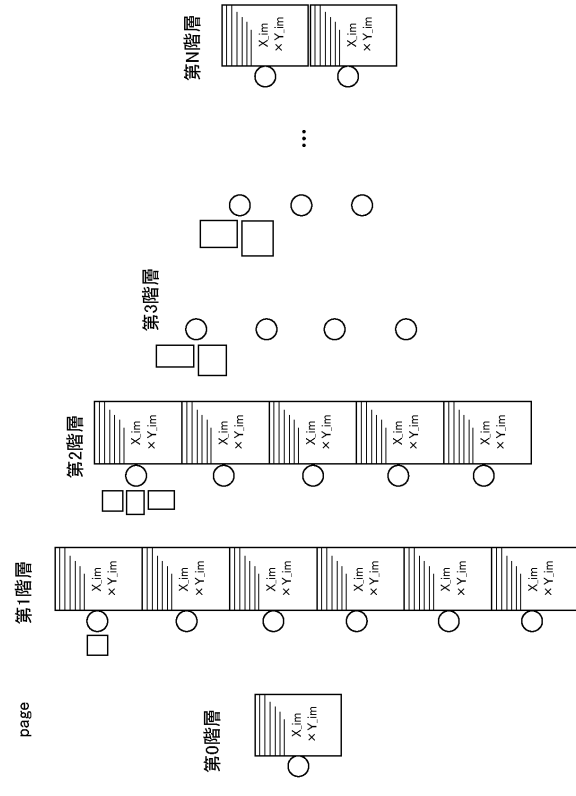 page
第0階層
X_im
× Y_im
第1階層
X_im
× Y_im
X_im
× Y_im
X_im
× Y_im
X_im
× Y_im
X_im
× Y_im
X_im
× Y_im
第2階層
X_im
× Y_im
X_im
× Y_im
X_im
× Y_im
X_im
× Y_im
X_im
× Y_im
第3階層
…
第N階層
X_im
× Y_im
X_im
× Y_im